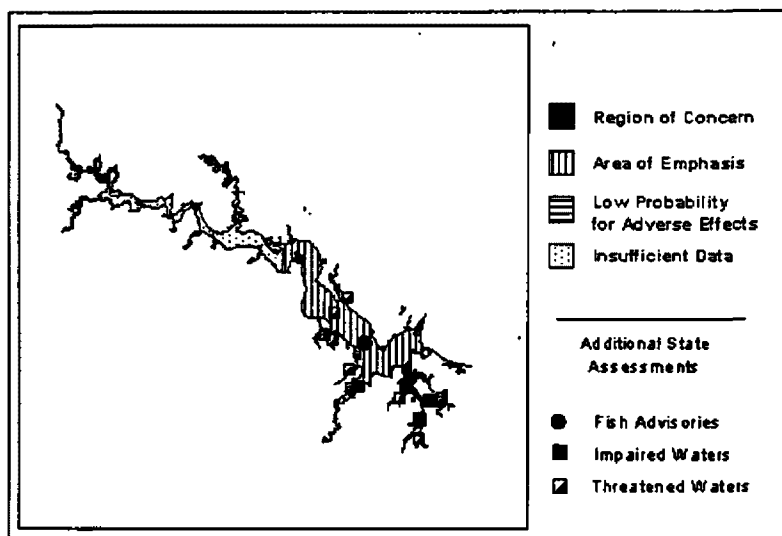 Region of Concern
Area of Emphasis
Low Probability
for Adverse Effects
Insufficient Data
Additional State
Assessments
Fish Advisories
Impaired Waters
Threatened Waters